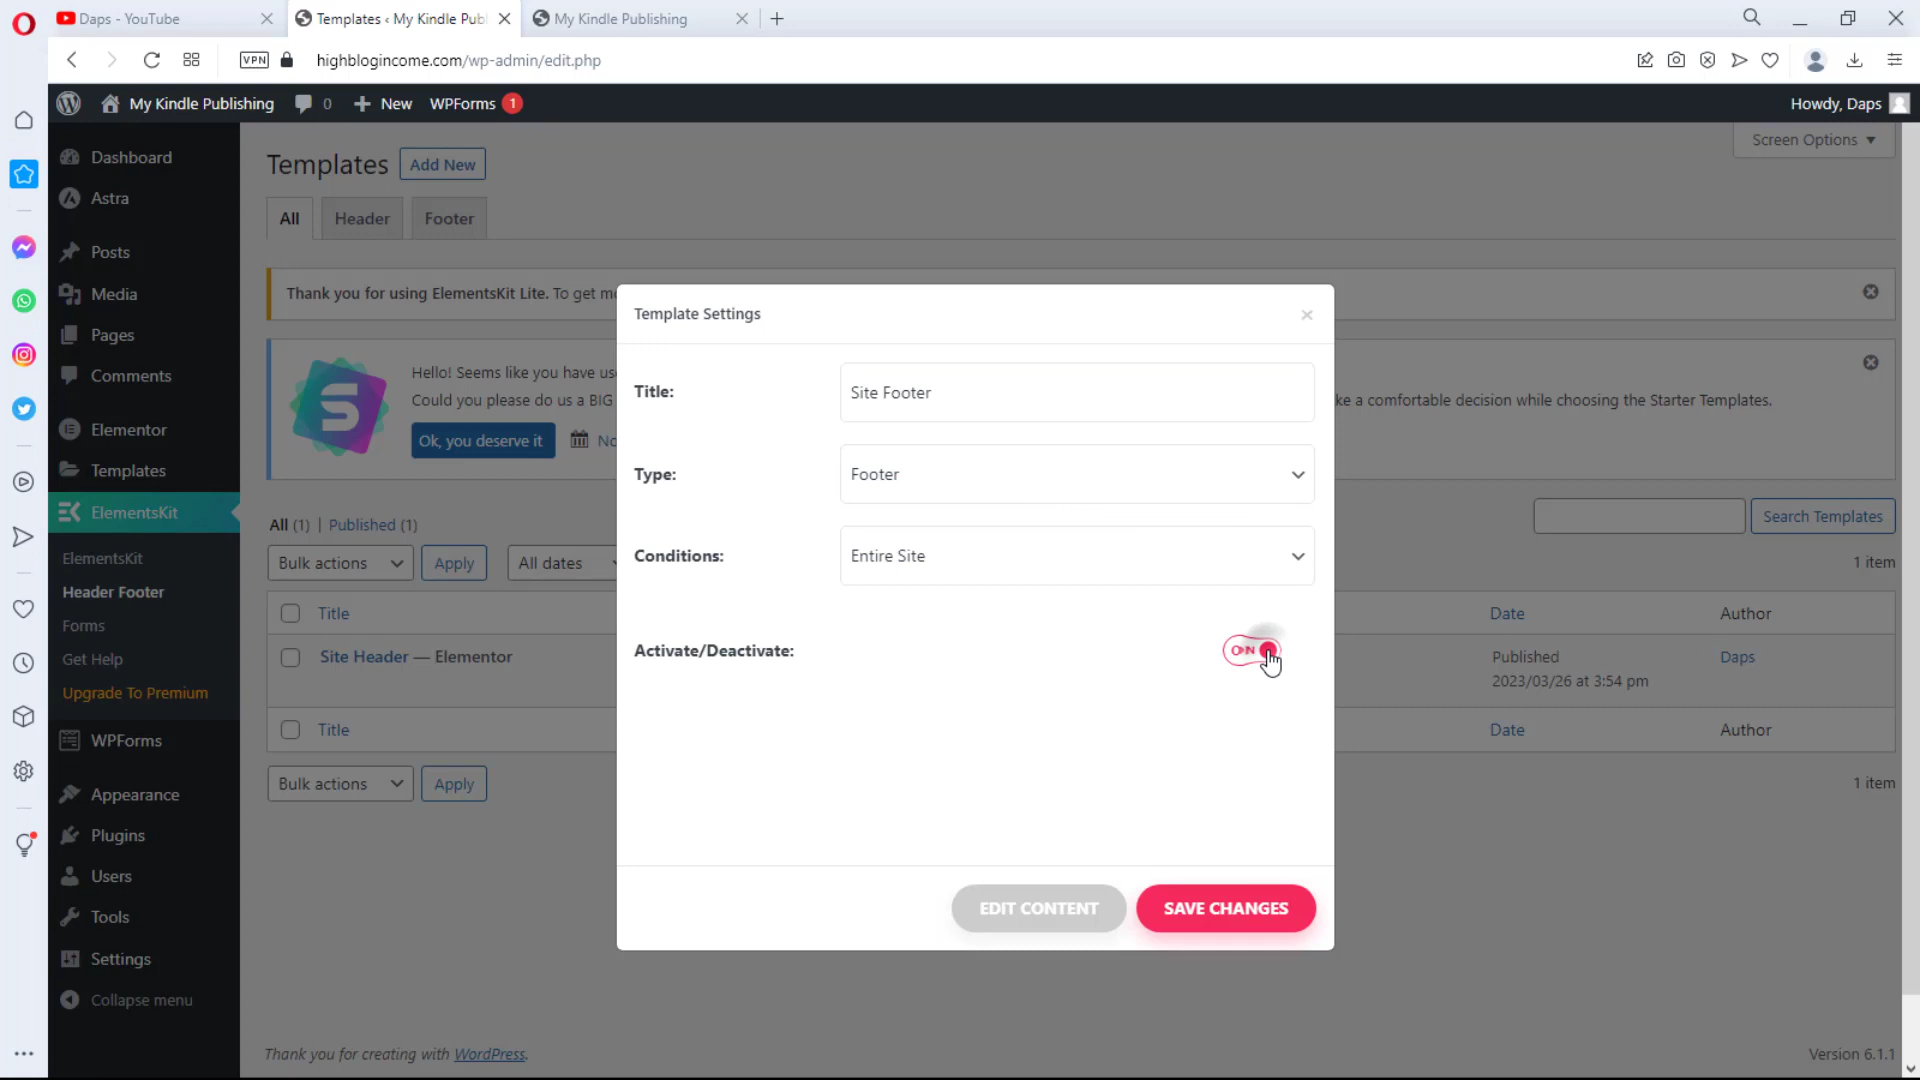 Daps - YouTube
Templates ‹ My Kindle Pub
My Kindle Publishing
VPN
highblogincome.com/wp-admin/edit.php
My Kindle Publishing
0
New
WPForms 1
Howdy, Daps
Dashboard
Astra
Posts
Media
Pages
Comments
Elementor
Templates
ElementsKit
ElementsKit
Header Footer
Forms
Get Help
Upgrade To Premium
WPForms
Appearance
Plugins
Users
Tools
Settings
Collapse menu
Templates
Add New
Screen Options
All
Header
Footer
Thank you for using ElementsKit Lite. To get
Hello! Seems like you have
Could you please do us a BIG
ke a comfortable decision while choosing the Starter Templates.
Ok, you deserve it
All (1) | Published (1)
Search Templates
Bulk actions
Apply
All dates
1 item
Title
Date
Author
Site Header — Elementor
Published
2023/03/26 at 3:54 pm
Daps
Title
Date
Author
Bulk actions
Apply
1 item
Template Settings
Title:
Site Footer
Type:
Footer
Conditions:
Entire Site
Activate/Deactivate:
EDIT CONTENT
SAVE CHANGES
Thank you for creating with WordPress.
Version 6.1.1